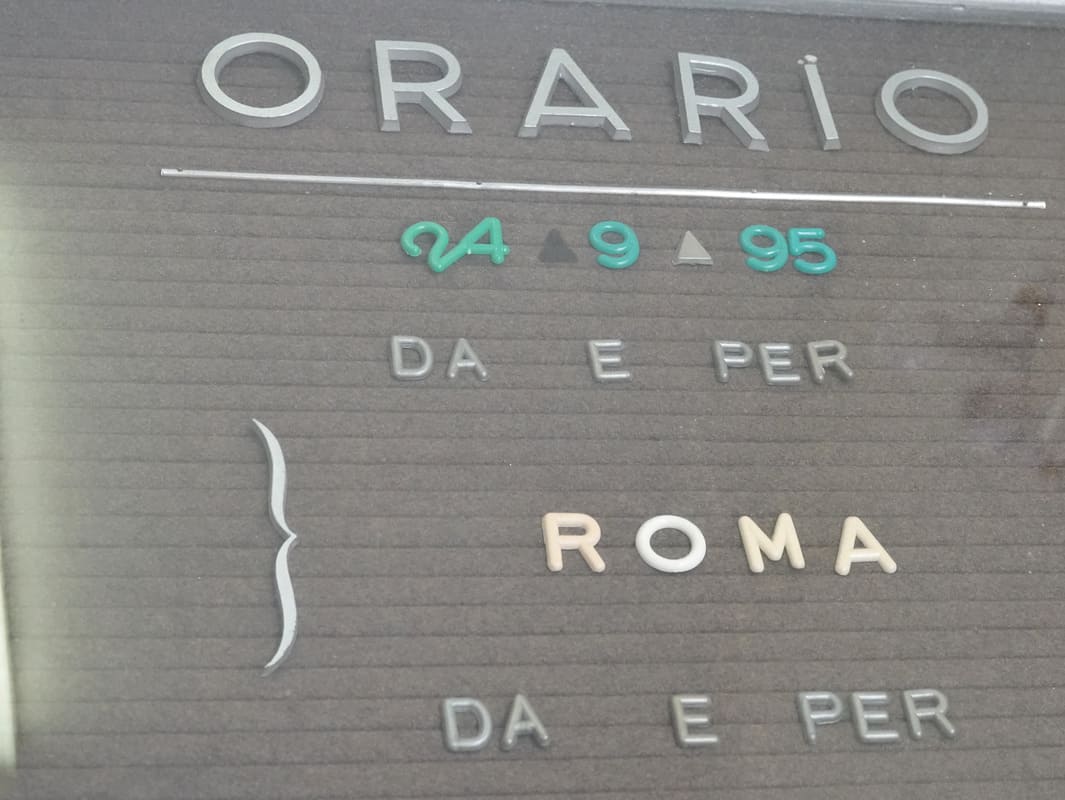 ORARiO
24 ▲ 9 ▲ 95
DA E PER
} ROMA
DA E PER